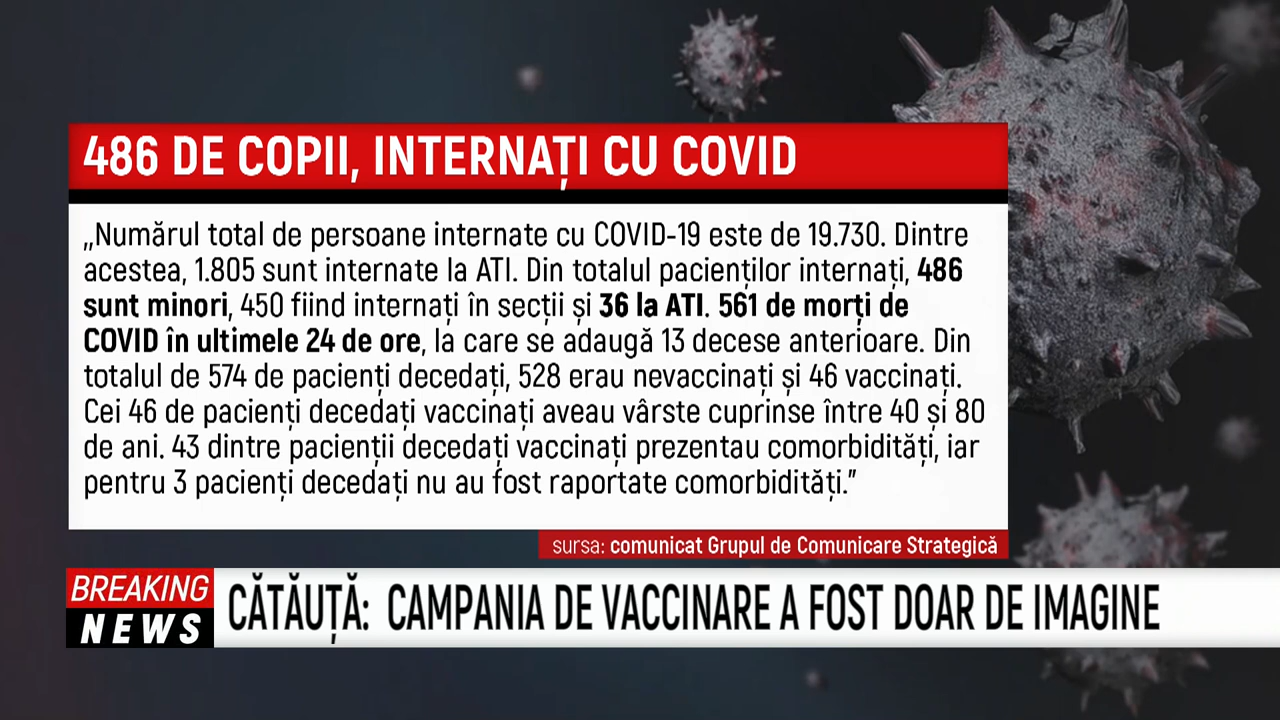 486 DE COPII, INTERNAȚI CU COVID
„Numărul total de persoane internate cu COVID-19 este de 19.730. Dintre
acestea, 1.805 sunt internate la ATI. Din totalul pacienților internați, 486
sunt minori, 450 fiind internați în secții și 36 la ATI. 561 de morți de
COVID în ultimele 24 de ore, la care se adaugă 13 decese anterioare. Din
totalul de 574 de pacienți decedați, 528 erau nevaccinați și 46 vaccinați.
Cei 46 de pacienți decedați vaccinați aveau vârste cuprinse între 40 și 80
de ani. 43 dintre pacienții decedați vaccinați prezentau comorbidități, iar
pentru 3 pacienți decedați nu au fost raportate comorbidități.”
sursa: comunicat Grupul de Comunicare Strategică
BREAKING
NEWS
CĂTĂUȚĂ: CAMPANIA DE VACCINARE A FOST DOAR DE IMAGINE